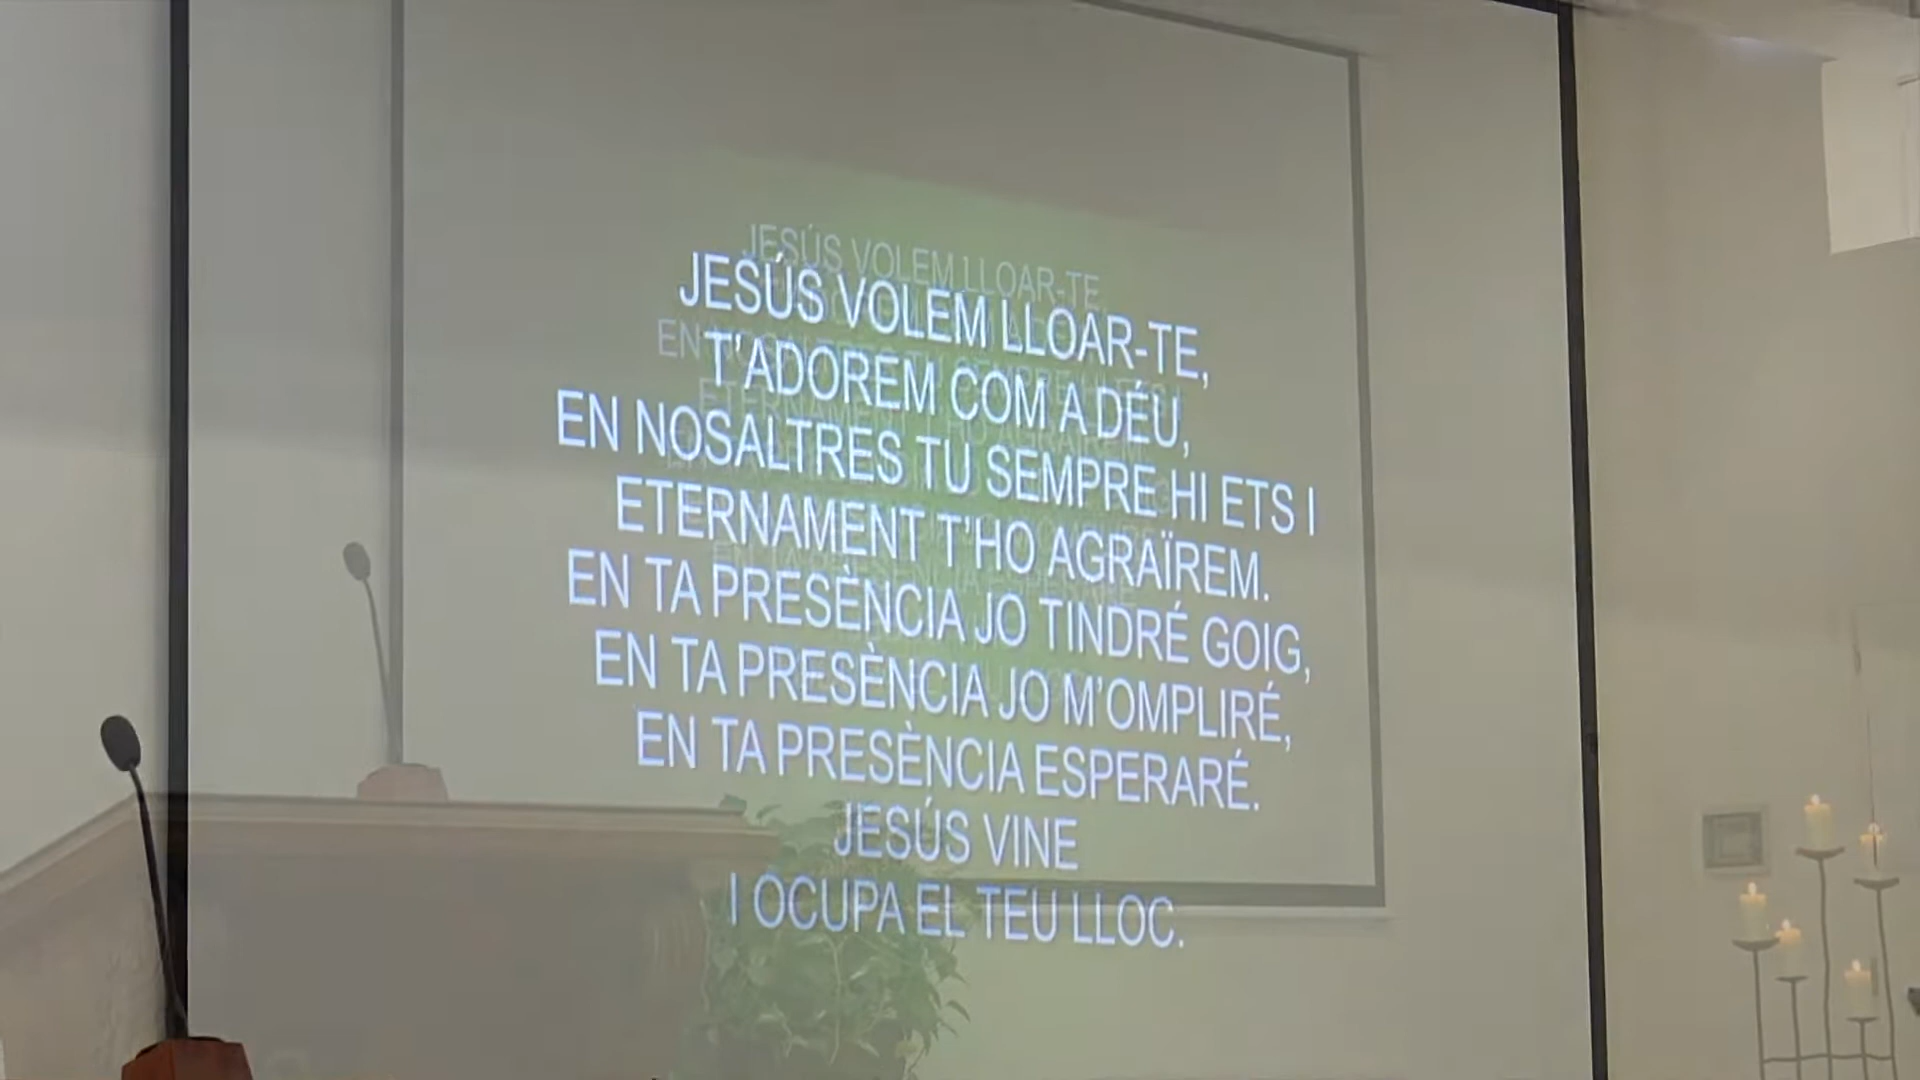 JESÚS VOLEM LLOAR-TE,
T'ADOREM COM A DÉU,
EN NOSALTRES TU SEMPRE HI ETS I
ETERNAMENT T'HO AGRAÏREM.
EN TA PRESÈNCIA JO TINDRÉ GOIG,
EN TA PRESÈNCIA JO M'OMPLIRÉ,
EN TA PRESÈNCIA ESPERARÉ.
JESÚS VINE
I OCUPA EL TEU LLOC.